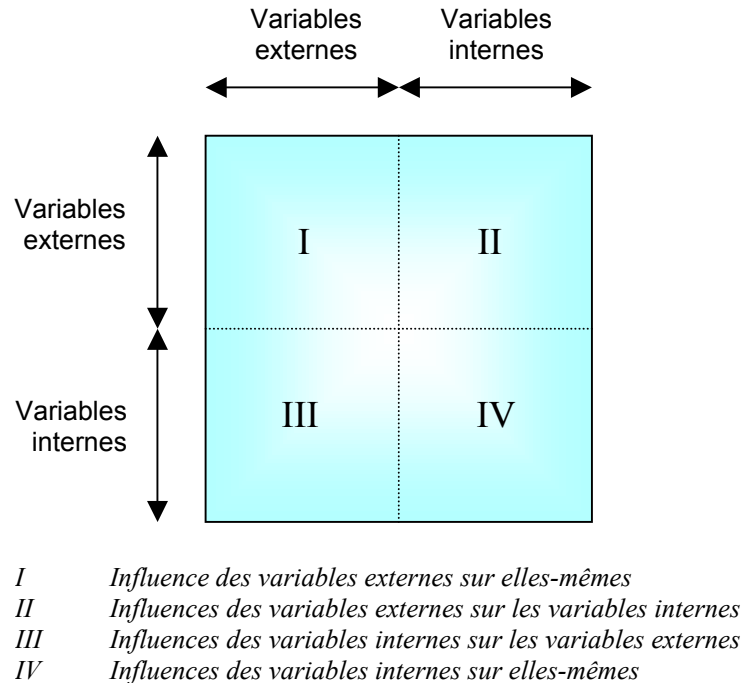 Variables
externes
Variables
internes
Variables
externes
I
II
Variables
internes
III
IV
I Influence des variables externes sur elles-mêmes
II Influences des variables externes sur les variables internes
III Influences des variables internes sur les variables externes
IV Influences des variables internes sur elles-mêmes